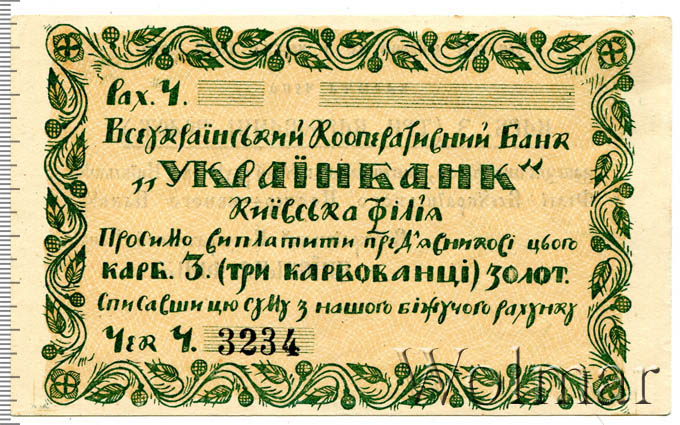 Рах. Ч.
Всеукраїнський Кооперативний Банк
„УКРАЇНБАНК“
Київська філія
Просимо виплатити пред'явникові цього
карб. 3. (три карбованці) золот.
Списавши цю суму з нашого біжучого рахунку
Чек Ч. 3234
Wolmar